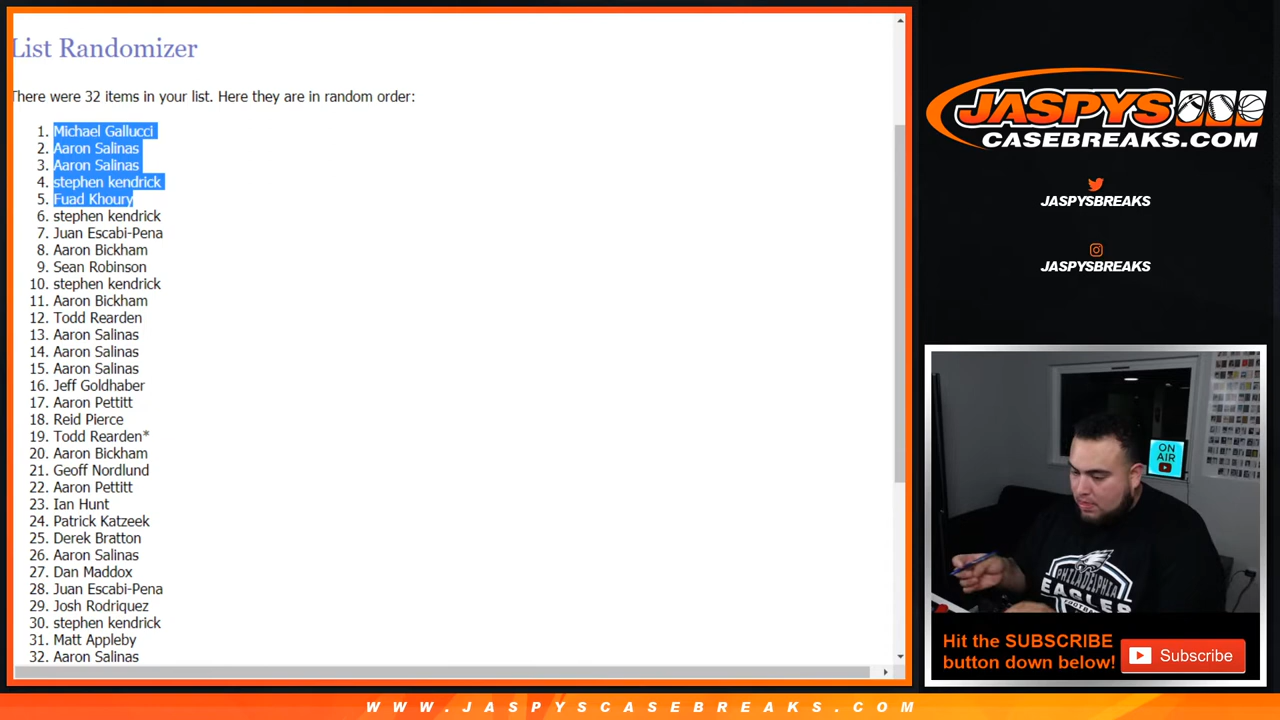 List Randomizer
There were 32 items in your list. Here they are in random order:
1. Michael Gallucci
2. Aaron Salinas
3. Aaron Salinas
4. stephen kendrick
5. Fuad Khoury
6. stephen kendrick
7. Juan Escabi-Pena
8. Aaron Bickham
9. Sean Robinson
10. stephen kendrick
11. Aaron Bickham
12. Todd Rearden
13. Aaron Salinas
14. Aaron Salinas
15. Aaron Salinas
16. Jeff Goldhaber
17. Aaron Pettitt
18. Reid Pierce
19. Todd Rearden*
20. Aaron Bickham
21. Geoff Nordlund
22. Aaron Pettitt
23. Ian Hunt
24. Patrick Katzeek
25. Derek Bratton
26. Aaron Salinas
27. Dan Maddox
28. Juan Escabi-Pena
29. Josh Rodriquez
30. stephen kendrick
31. Matt Appleby
32. Aaron Salinas
JASPYS
CASEBREAKS.COM
JASPYSBREAKS
JASPYSBREAKS
ON
AIR
PHILADELPHIA
EAGLES
Hit the SUBSCRIBE
button down below!
Subscribe
WWW.JASPYSCASEBREAKS.COM